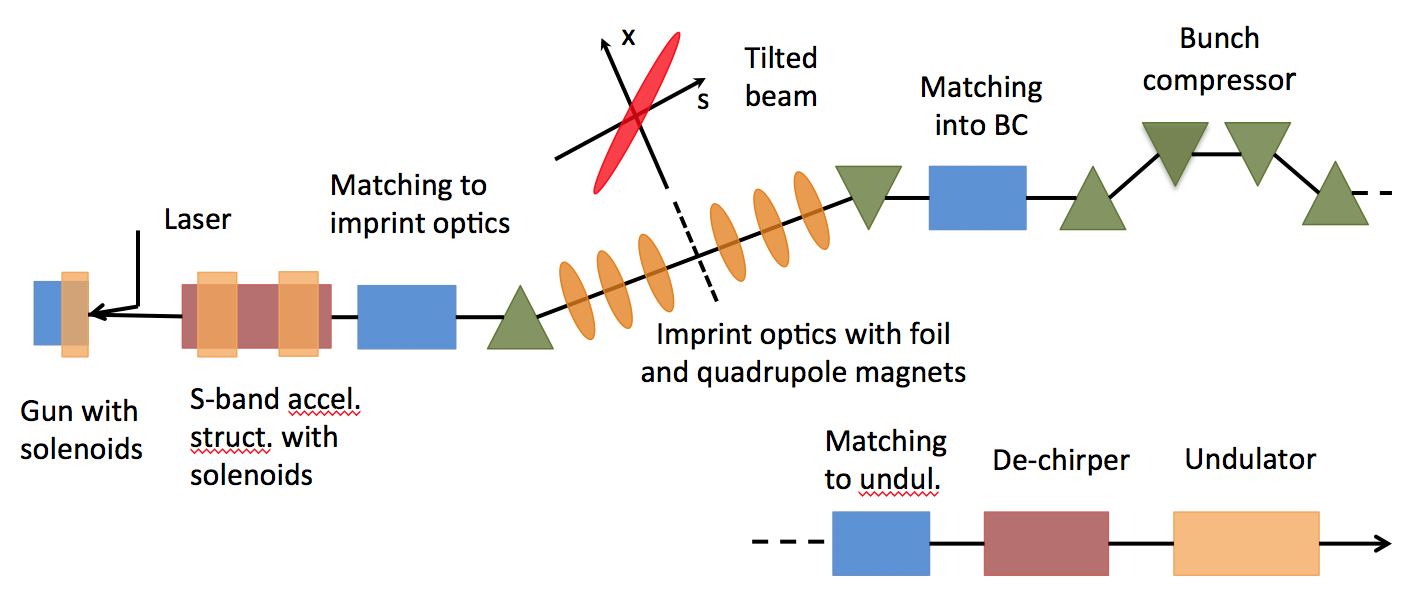 x
s
Tilted
beam
Bunch
compressor
Matching
into BC
Matching to
imprint optics
Laser
Imprint optics with foil
and quadrupole magnets
Gun with
solenoids
S-band accel.
struct. with
solenoids
Matching
to undul.
De-chirper
Undulator